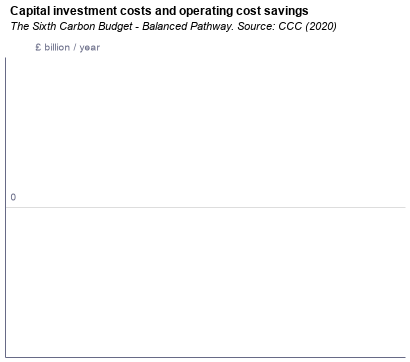 Capital investment costs and operating cost savings
The Sixth Carbon Budget - Balanced Pathway. Source: CCC (2020)
£ billion / year
0